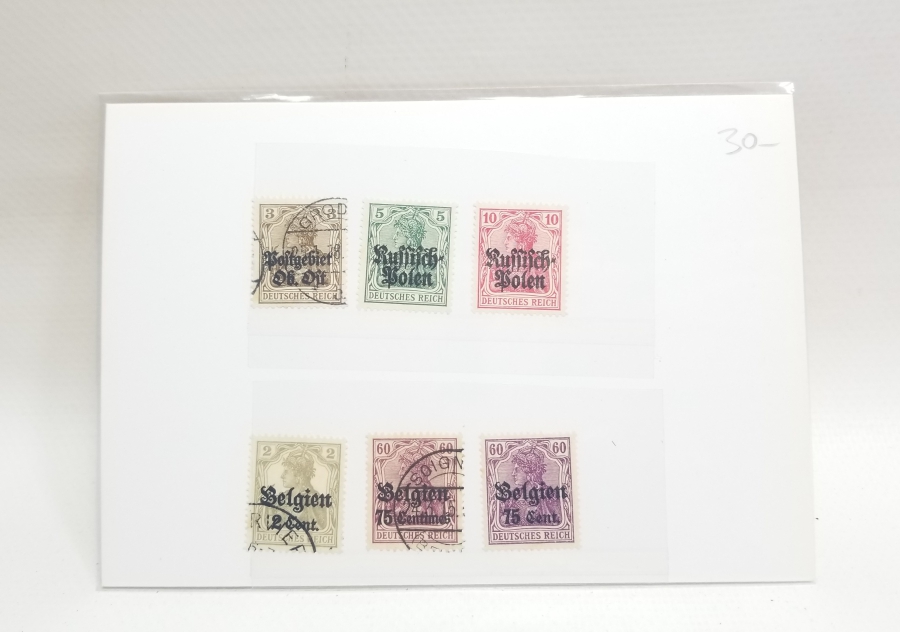 30-
3 3
Postgebiet
Ob. Ost
DEUTSCHES REICH
GROD
5 5
Russisch-
Polen
DEUTSCHES REICH
10 10
Russisch-
Polen
DEUTSCHES REICH
2 2
Belgien
2 Cent.
DEUTSCHES REICH
60 60
Belgien
75 Centimes
DEUTSCHES REICH
SOIGN
60 60
Belgien
75 Cent.
DEUTSCHES REICH